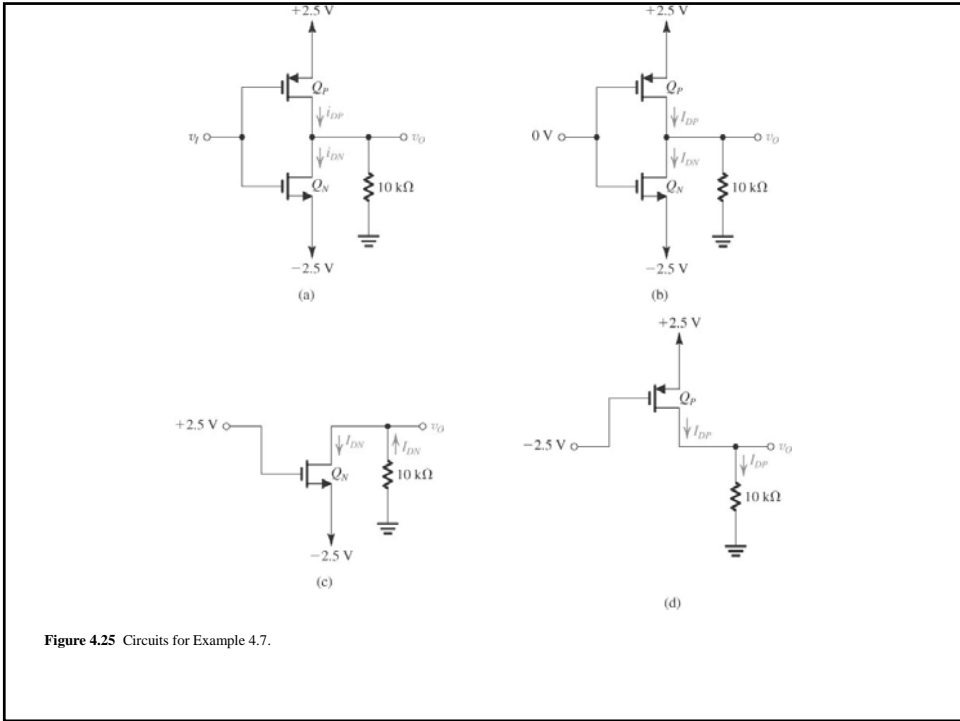 +2.5 V
Q_P
i_DP
v_I
v_O
i_DN
Q_N
10 kΩ
−2.5 V
(a)
+2.5 V
Q_P
I_DP
0 V
v_O
I_DN
Q_N
10 kΩ
−2.5 V
(b)
+2.5 V
v_O
I_DN
I_DN
Q_N
10 kΩ
−2.5 V
(c)
+2.5 V
Q_P
I_DP
−2.5 V
v_O
I_DP
10 kΩ
(d)
Figure 4.25 Circuits for Example 4.7.